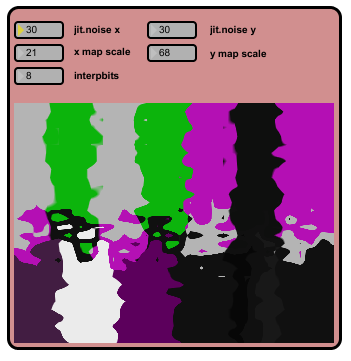 30 jit.noise x 30 jit.noise y
21 x map scale 68 y map scale
8 interpbits